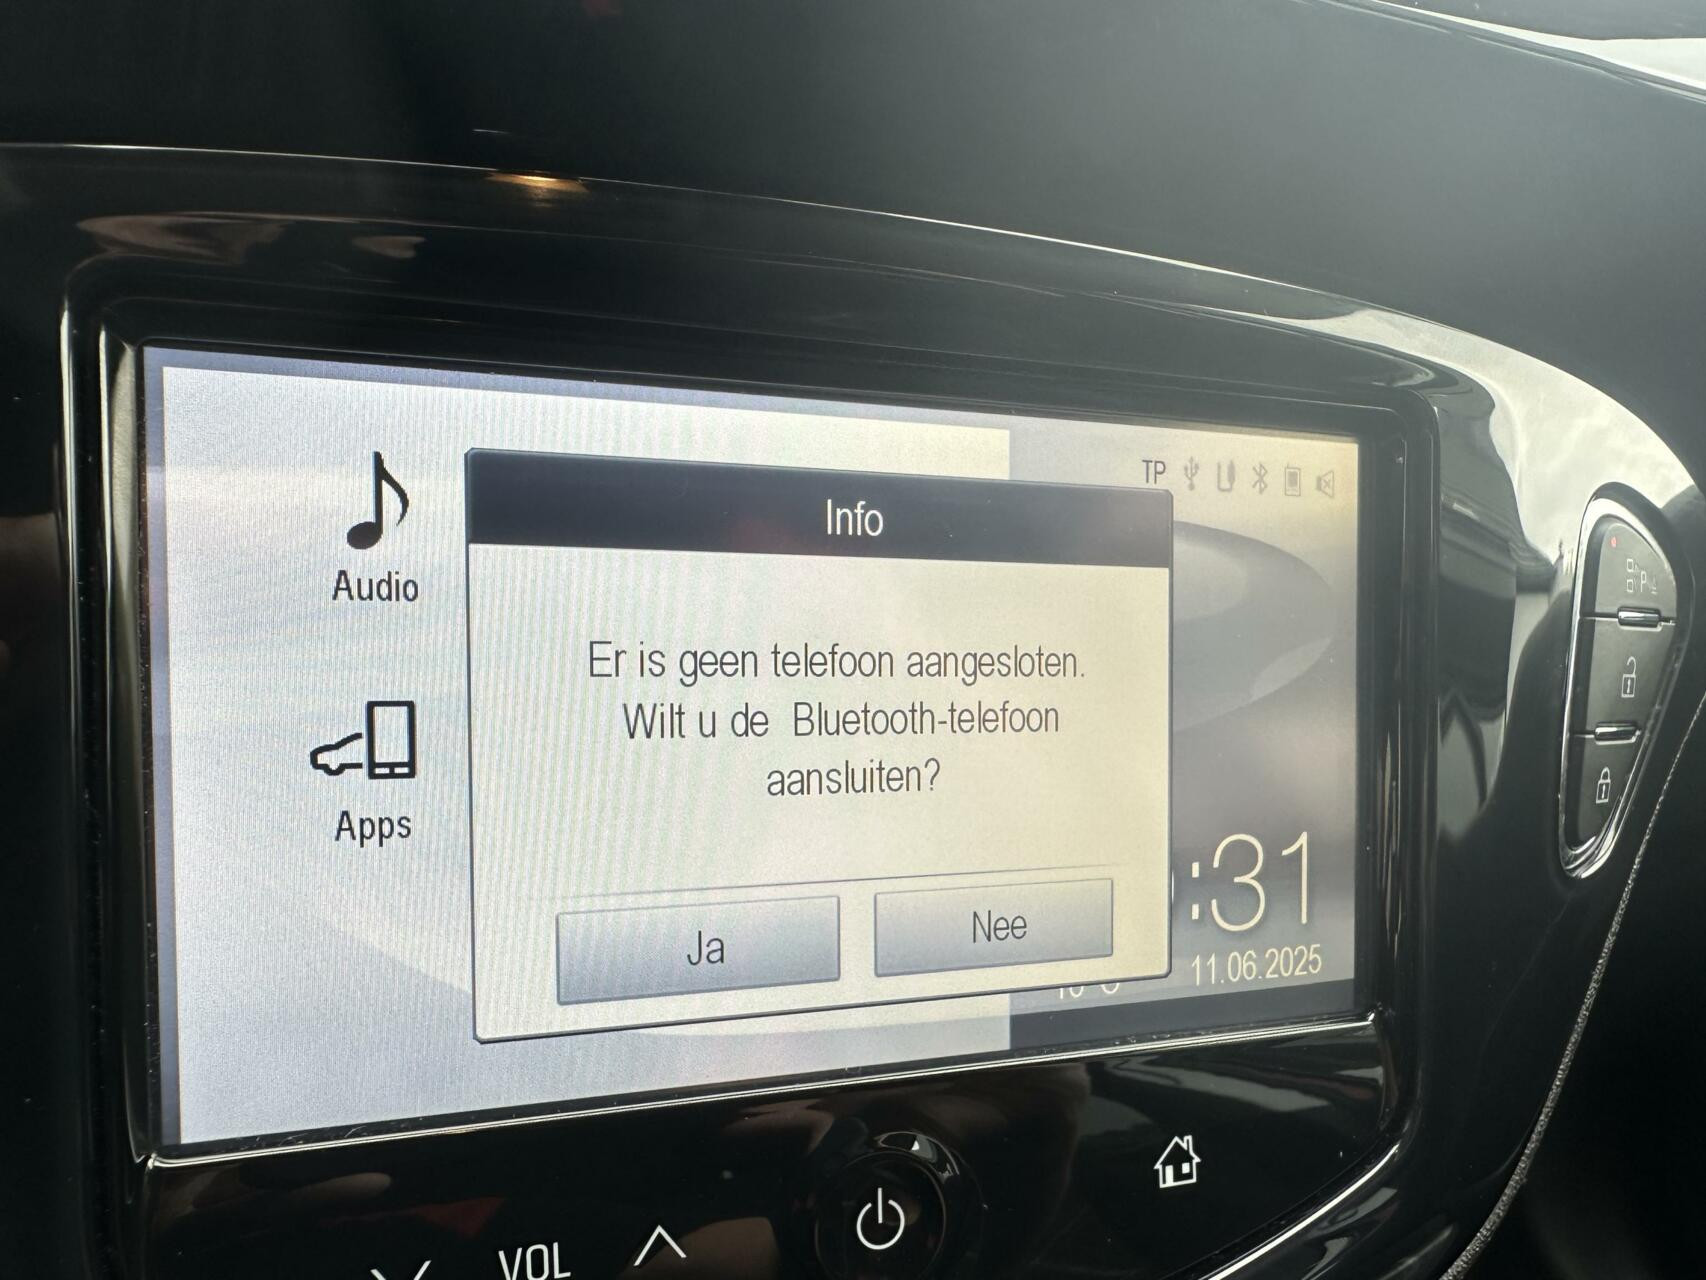 TP
Info
Audio
Er is geen telefoon aangesloten.
Wilt u de Bluetooth-telefoon
aansluiten?
Apps
:31
Ja
Nee
11.06.2025
VOL